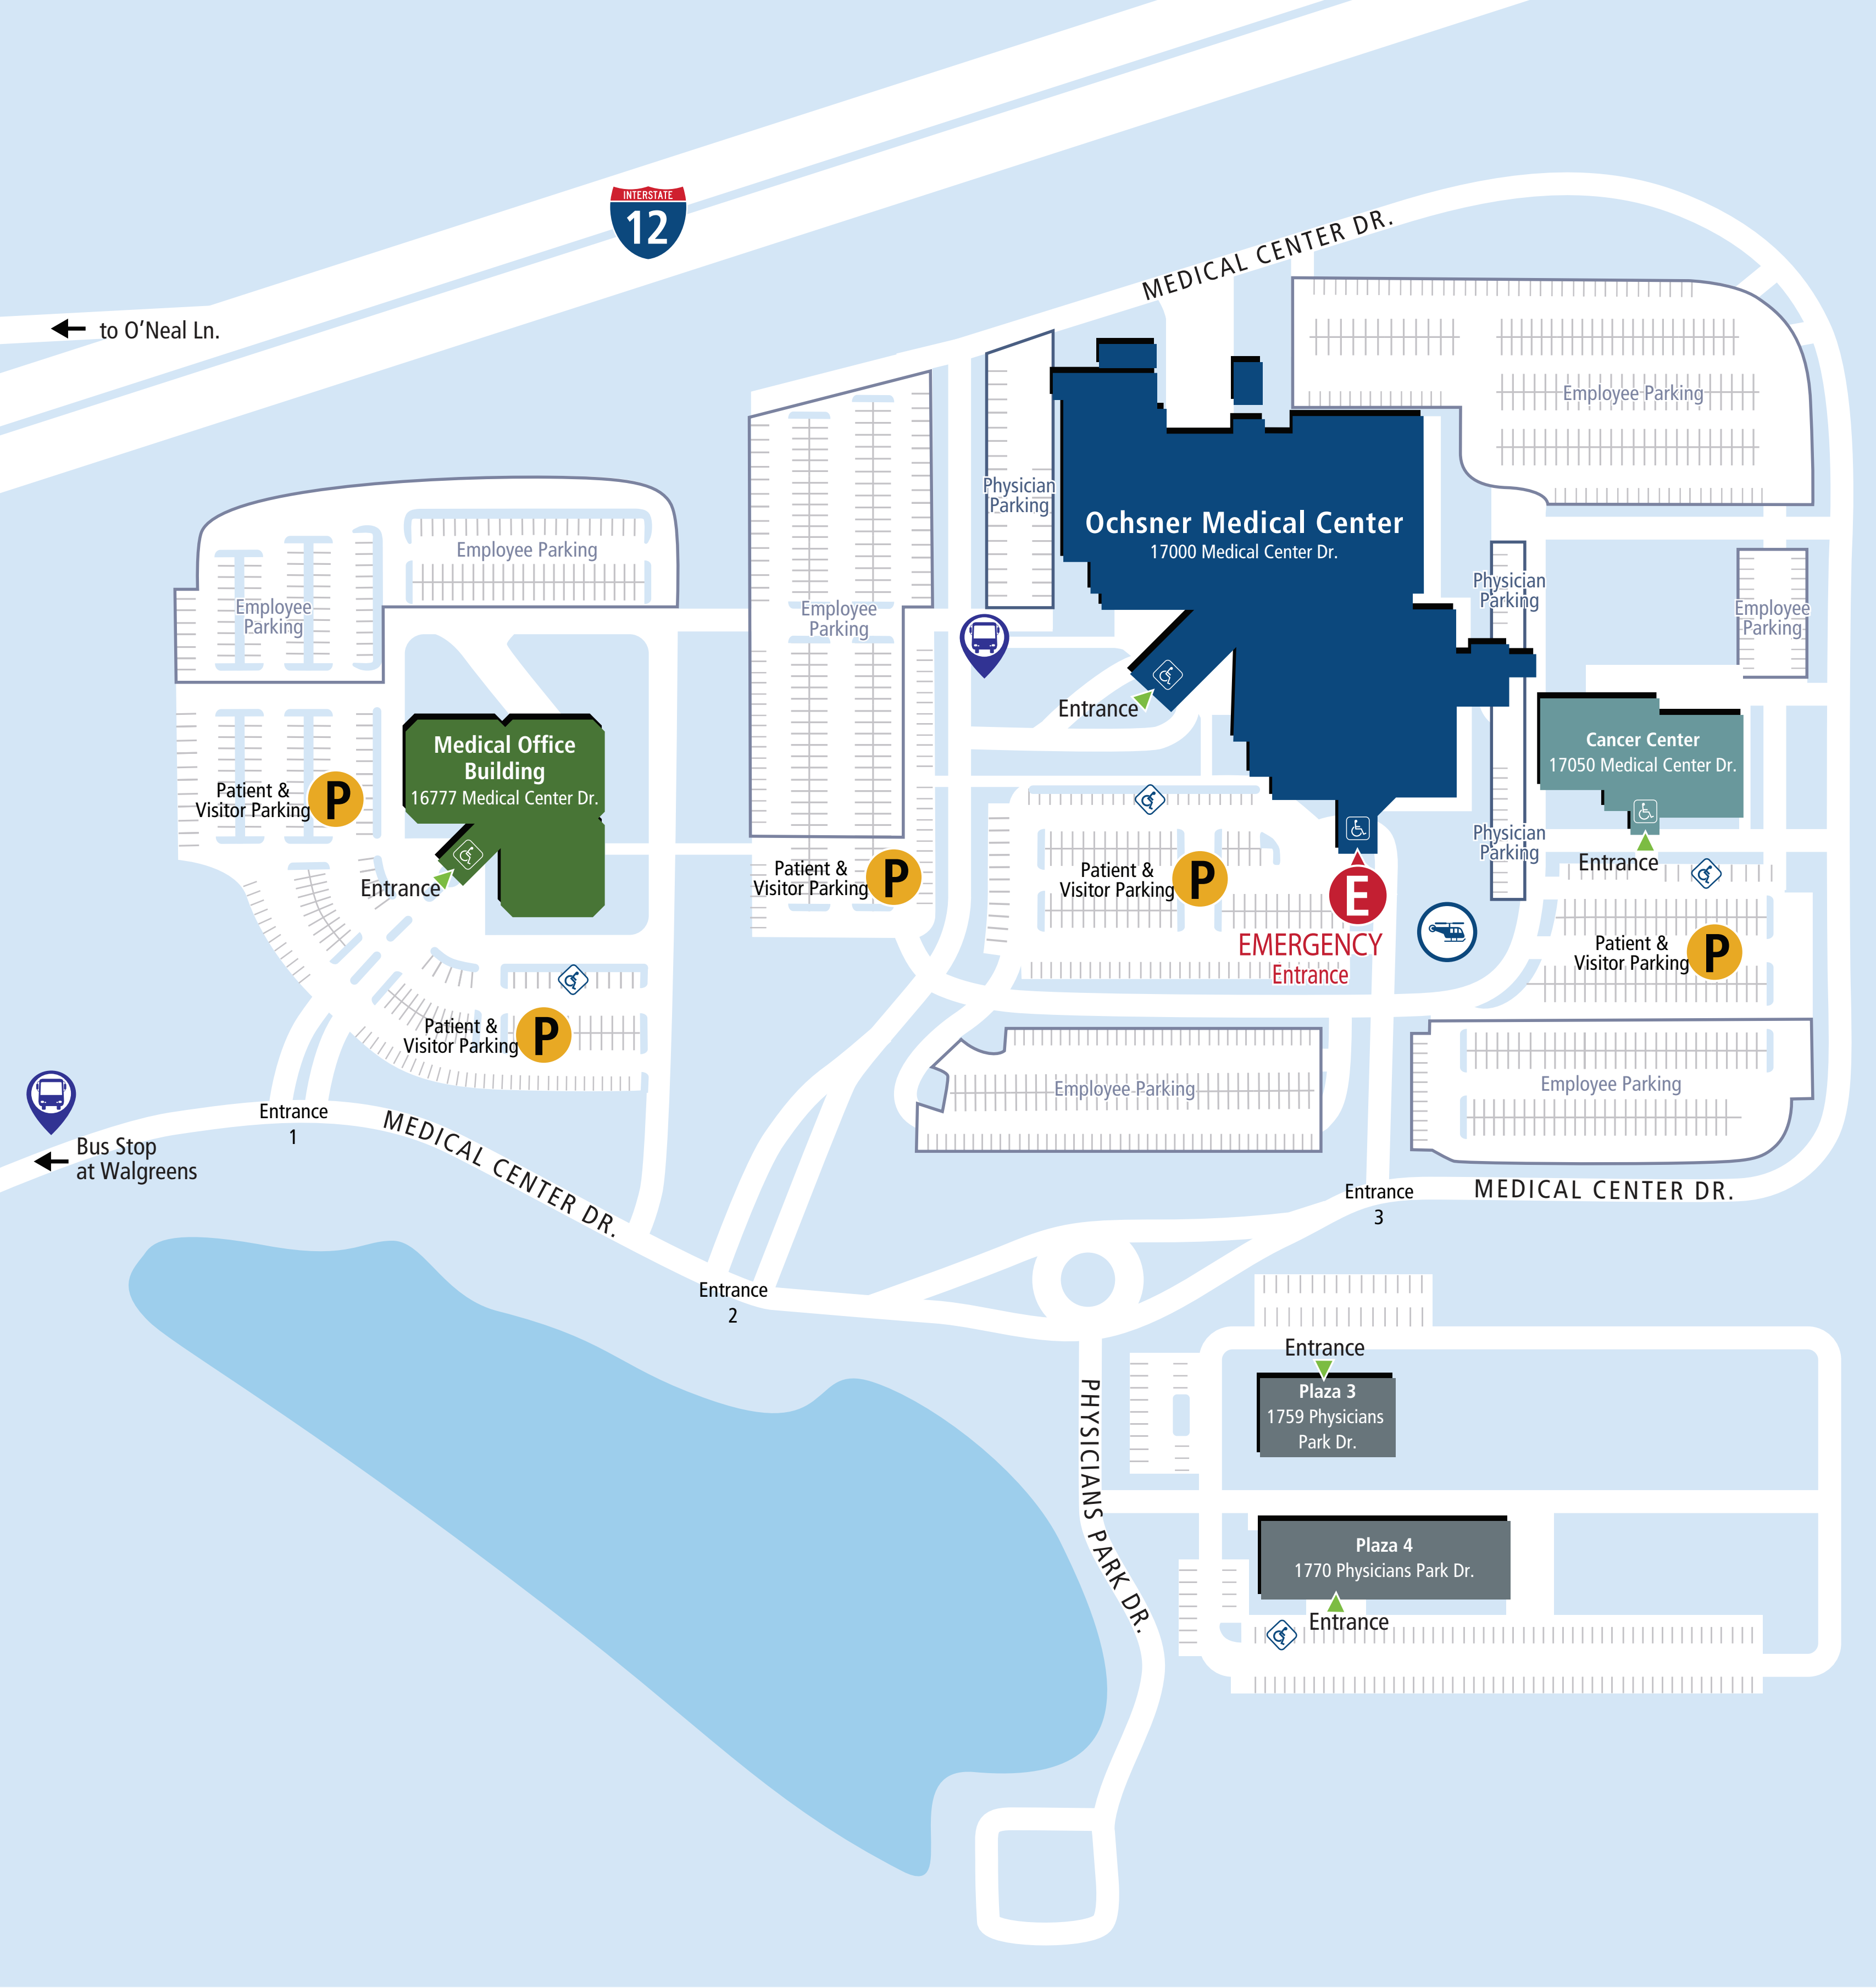 INTERSTATE
12
MEDICAL CENTER DR.
to O’Neal Ln.
Employee Parking
Physician
Parking
Ochsner Medical Center
17000 Medical Center Dr.
Employee Parking
Employee
Parking
Employee
Parking
Physician
Parking
Employee
Parking
Entrance
Medical Office
Building
16777 Medical Center Dr.
Cancer Center
17050 Medical Center Dr.
Patient &
Visitor Parking
P
Physician
Parking
Entrance
Patient &
Visitor Parking
P
Patient &
Visitor Parking
P
Entrance
E
EMERGENCY
Entrance
Patient &
Visitor Parking
P
Patient &
Visitor Parking
P
Employee Parking
Employee Parking
Entrance
1
MEDICAL CENTER DR.
Bus Stop
at Walgreens
Entrance
3
MEDICAL CENTER DR.
Entrance
2
Entrance
Plaza 3
1759 Physicians
Park Dr.
PHYSICIANS PARK DR.
Plaza 4
1770 Physicians Park Dr.
Entrance